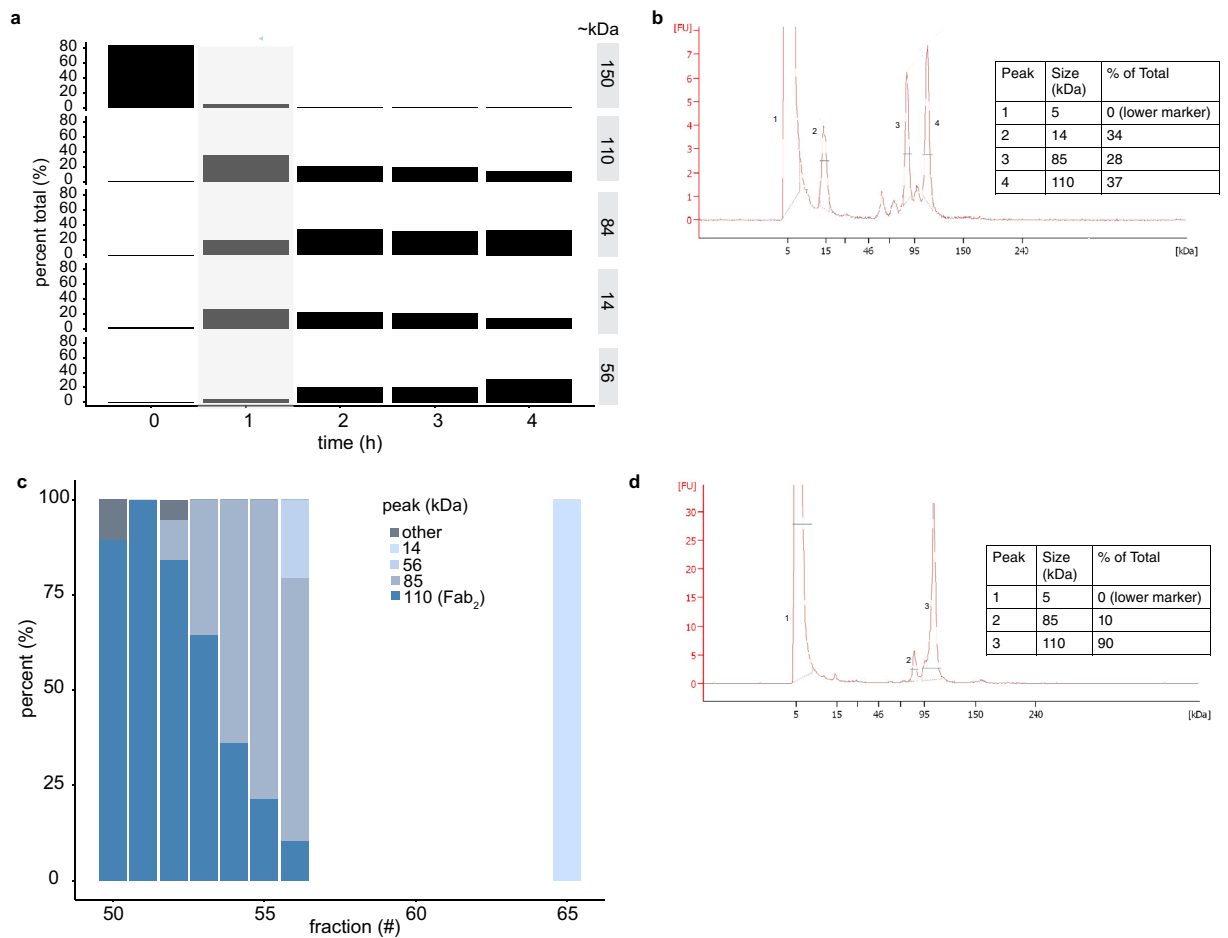 a
~kDa
percent total (%)
80
60
40
20
0
150
80
60
40
20
0
110
80
60
40
20
0
84
80
60
40
20
0
14
80
60
40
20
0
56
0 1 2 3 4
time (h)
b
[FU]
7
6
5
4
3
2
1
0
1 2 3 4
5 15 46 95 150 240 [kDa]
Peak Size (kDa) % of Total
1 5 0 (lower marker)
2 14 34
3 85 28
4 110 37
c
percent (%)
100
75
50
25
0
peak (kDa)
other
14
56
85
110 (Fab2)
50 55 60 65
fraction (#)
d
[FU]
30
25
20
15
10
5
0
1 2 3
5 15 46 95 150 240 [kDa]
Peak Size (kDa) % of Total
1 5 0 (lower marker)
2 85 10
3 110 90